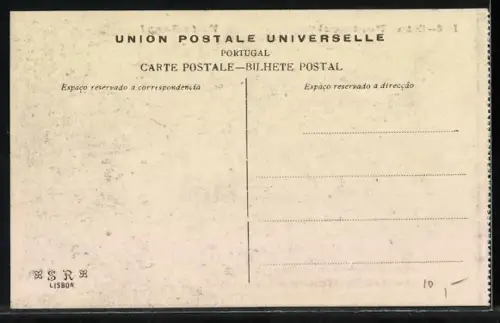 UNION POSTALE UNIVERSELLE
PORTUGAL
CARTE POSTALE—BILHETE POSTAL
Espaço reservado a correspondencia
Espaço reservado a direcção
S R
LISBOA
10,—